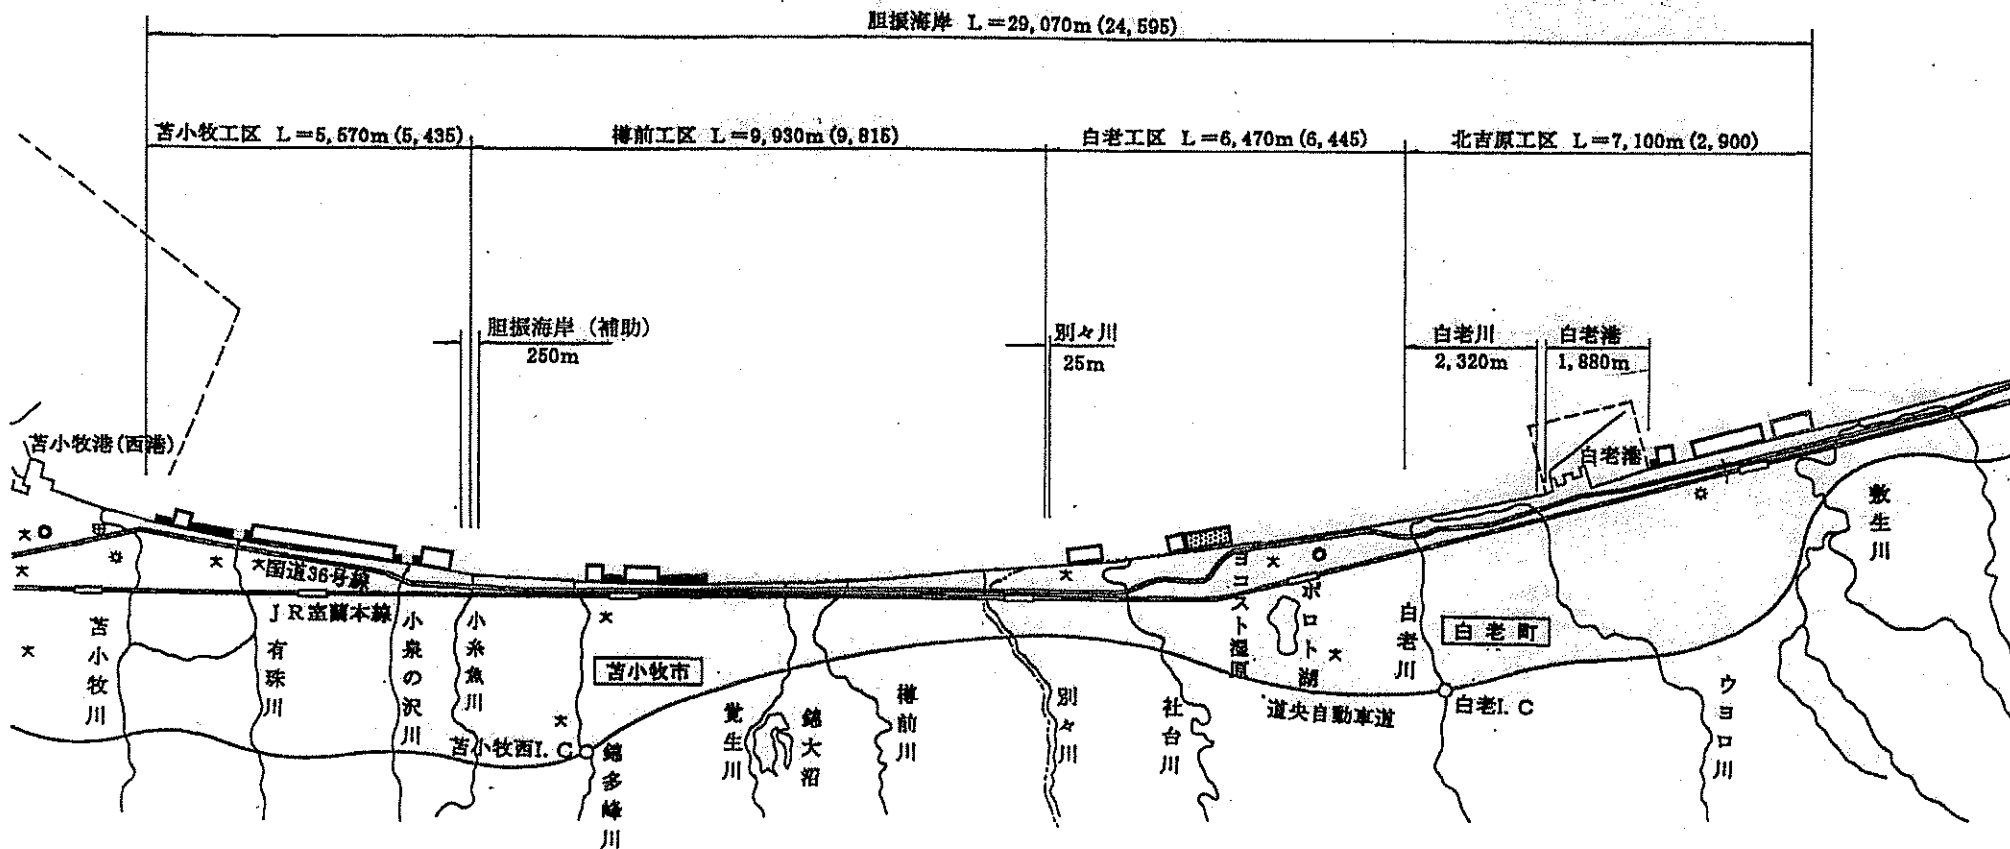 胆振海岸 L=29,070m (24,595)
苫小牧工区 L=5,570m (5,435)
樽前工区 L=9,930m (9,815)
白老工区 L=6,470m (6,445)
北吉原工区 L=7,100m (2,900)
胆振海岸 (補助)
250m
別々川
25m
白老川
2,320m
白老港
1,880m
苫小牧港(西港)
白老港
国道36号線
JR室蘭本線
苫小牧川
有珠川
小泉の沢川
小糸魚川
苫小牧西I.C
錦多峰川
苫小牧市
覚生川
錦大沼
樽前川
別々川
社台川
ヨコスト湿原
ポロト湖
道央自動車道
白老川
白老町
白老I.C
ウヨロ川
敷生川